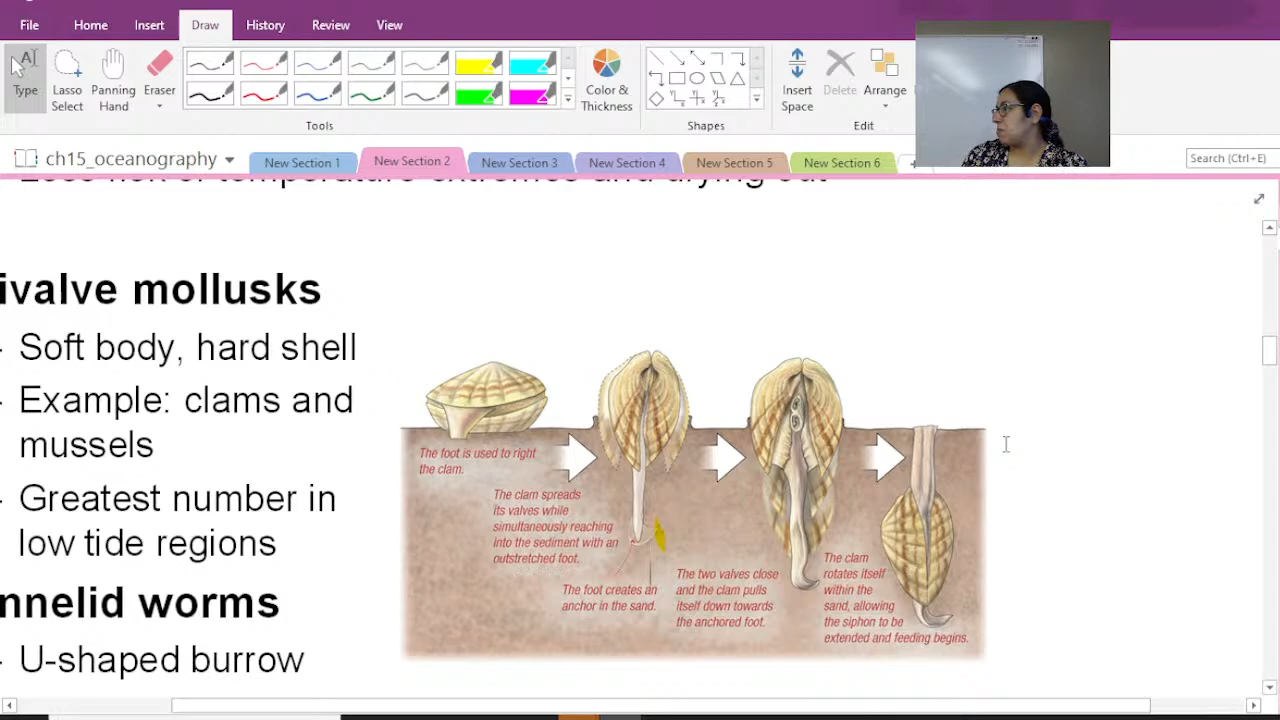 File Home Insert Draw History Review View
Type
Lasso Select
Panning Hand
Eraser
Color & Thickness
Insert Space
Delete
Arrange
Tools
Shapes
Edit
ch15_oceanography
New Section 1
New Section 2
New Section 3
New Section 4
New Section 5
New Section 6
Search (Ctrl+E)
temperature extremes and drying out
ivalve mollusks
- Soft body, hard shell
- Example: clams and
mussels
- Greatest number in
low tide regions
nnelid worms
- U-shaped burrow
The foot is used to right
the clam.
The clam spreads
its valves while
simultaneously reaching
into the sediment with an
outstretched foot.
The foot creates an
anchor in the sand.
The two valves close
and the clam pulls
itself down towards
the anchored foot.
The clam
rotates itself
within the
sand, allowing
the siphon to be
extended and feeding begins.